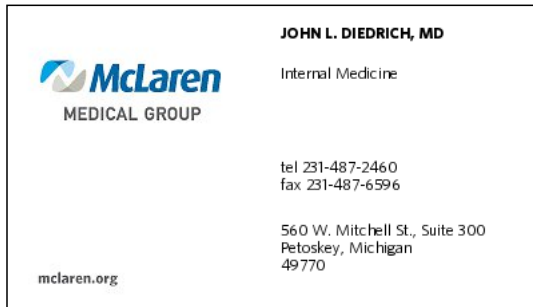 McLaren
MEDICAL GROUP
mclaren.org
JOHN L. DIEDRICH, MD
Internal Medicine
tel 231-487-2460
fax 231-487-6596
560 W. Mitchell St., Suite 300
Petoskey, Michigan
49770